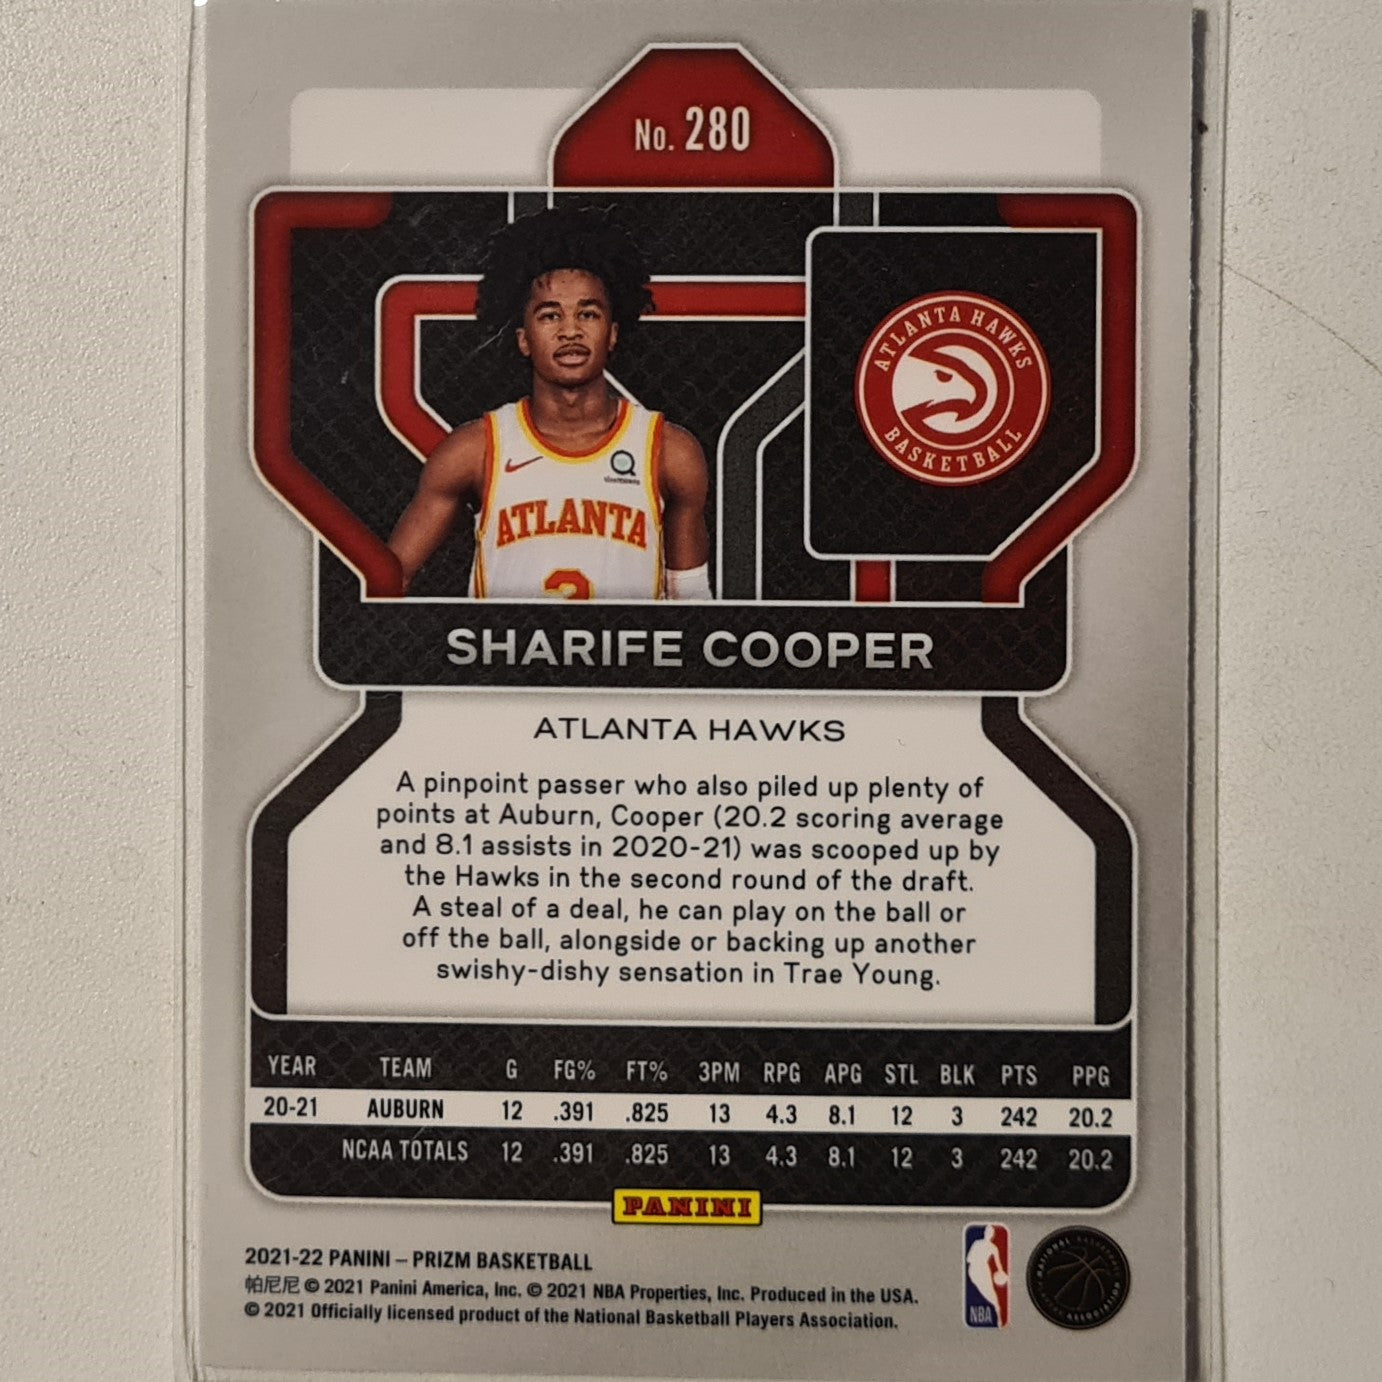 No. 280
ATLANTA HAWKS
BASKETBALL
ATLANTA
SHARIFE COOPER
ATLANTA HAWKS
A pinpoint passer who also piled up plenty of
points at Auburn, Cooper (20.2 scoring average
and 8.1 assists in 2020-21) was scooped up by
the Hawks in the second round of the draft.
A steal of a deal, he can play on the ball or
off the ball, alongside or backing up another
swishy-dishy sensation in Trae Young.
YEAR TEAM G FG% FT% 3PM RPG APG STL BLK PTS PPG
20-21 AUBURN 12 .391 .825 13 4.3 8.1 12 3 242 20.2
NCAA TOTALS 12 .391 .825 13 4.3 8.1 12 3 242 20.2
PANINI
2021-22 PANINI – PRIZM BASKETBALL
帕尼尼 © 2021 Panini America, Inc. © 2021 NBA Properties, Inc. Produced in the USA.
© 2021 Officially licensed product of the National Basketball Players Association.
NBA
NATIONAL BASKETBALL
ASSOCIATION